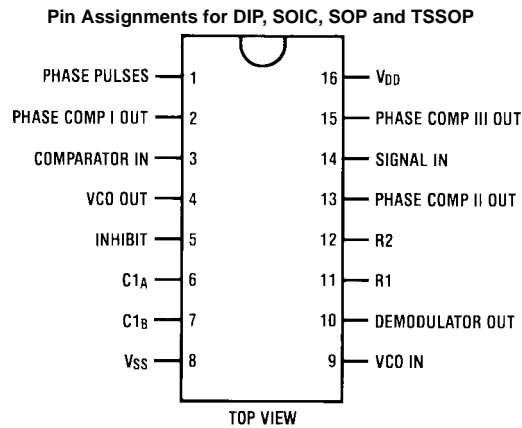 Pin Assignments for DIP, SOIC, SOP and TSSOP
PHASE PULSES 1 16 VDD
PHASE COMP I OUT 2 15 PHASE COMP III OUT
COMPARATOR IN 3 14 SIGNAL IN
VCO OUT 4 13 PHASE COMP II OUT
INHIBIT 5 12 R2
C1A 6 11 R1
C1B 7 10 DEMODULATOR OUT
VSS 8 9 VCO IN
TOP VIEW